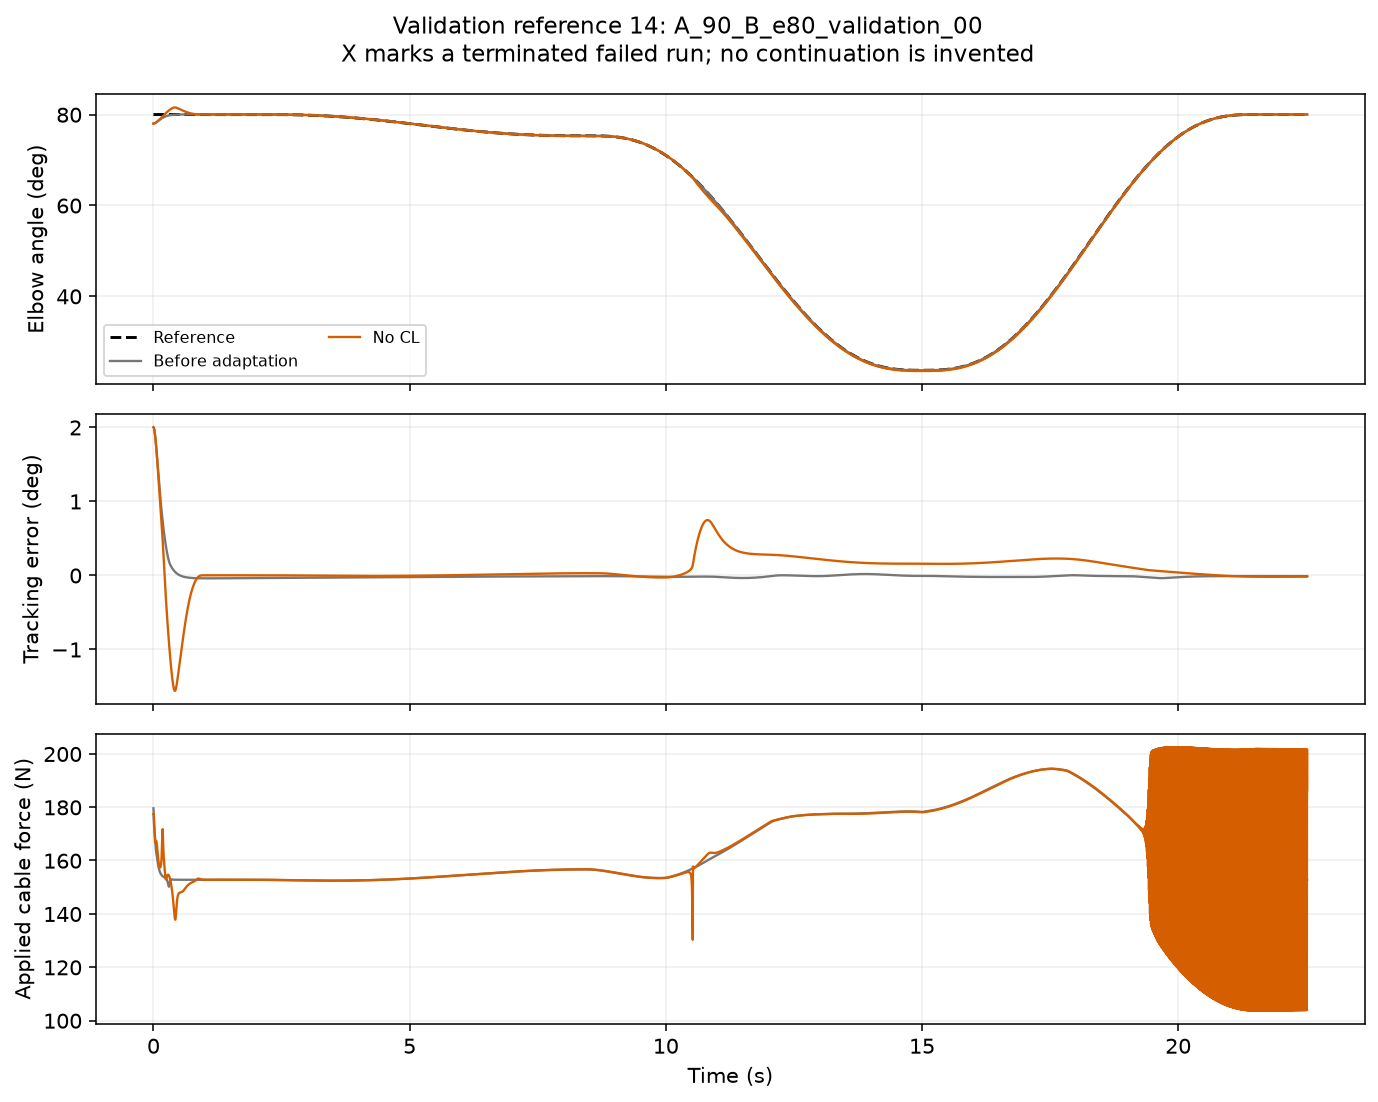 Validation reference 14: A_90_B_e80_validation_00
X marks a terminated failed run; no continuation is invented
Elbow angle (deg)
80
60
40
Reference
Before adaptation
No CL
Tracking error (deg)
2
1
0
−1
Applied cable force (N)
200
180
160
140
120
100
0
5
10
15
20
Time (s)